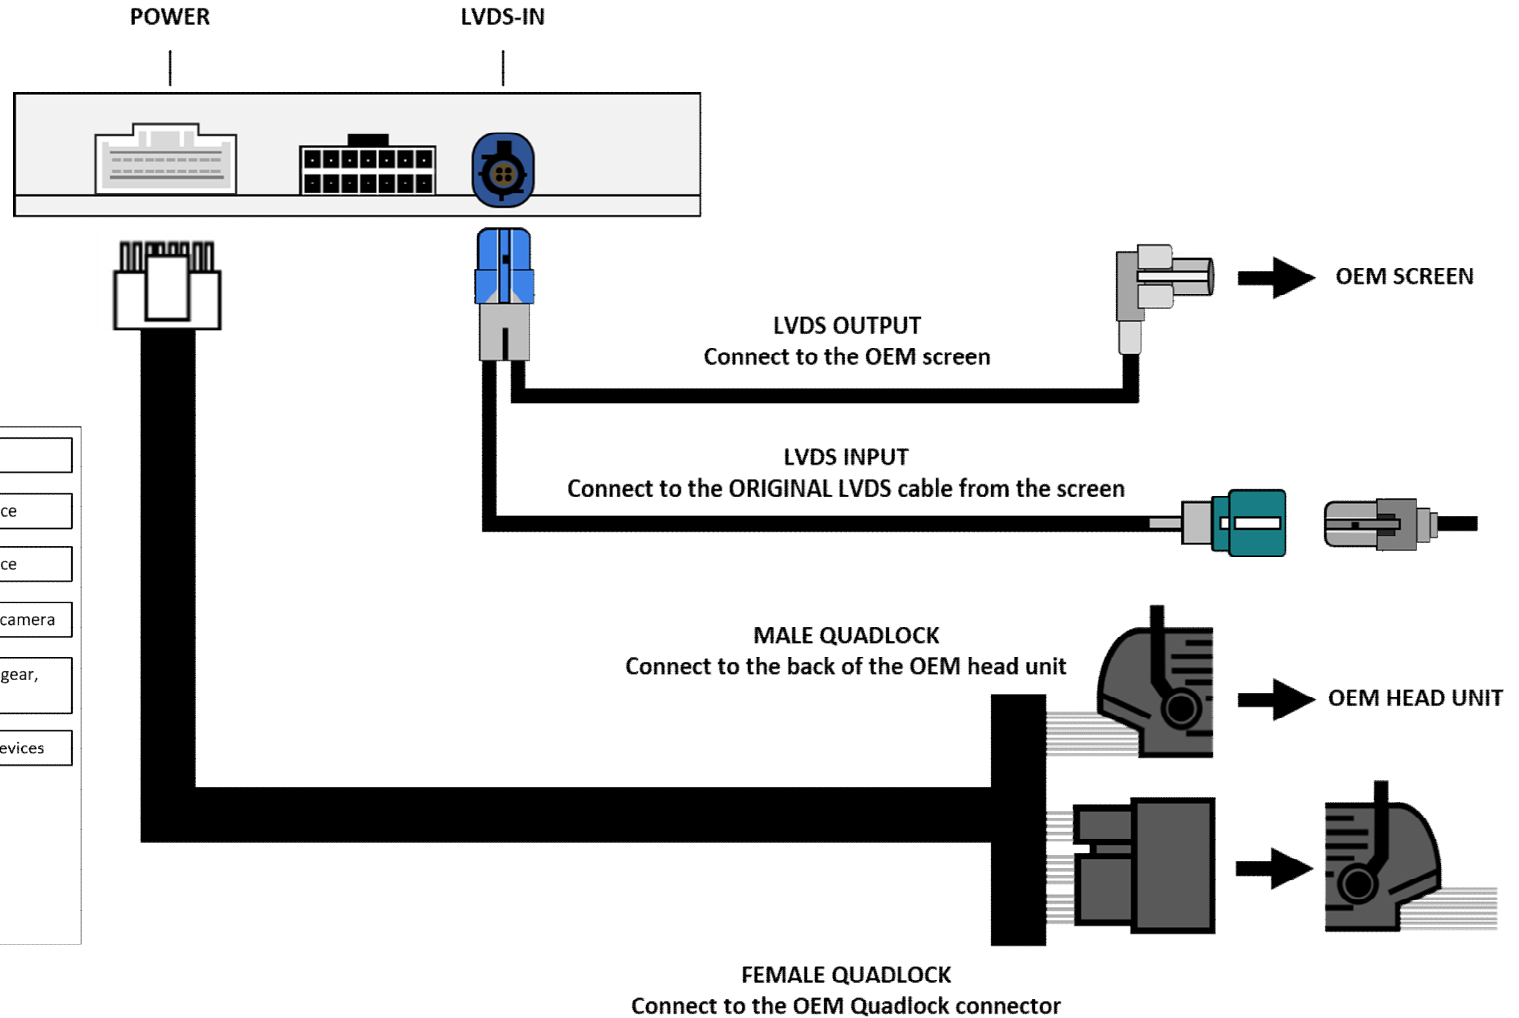 POWER
LVDS-IN
OEM SCREEN
LVDS OUTPUT
Connect to the OEM screen
LVDS INPUT
Connect to the ORIGINAL LVDS cable from the screen
ce
ce
camera
gear,
evices
MALE QUADLOCK
Connect to the back of the OEM head unit
OEM HEAD UNIT
FEMALE QUADLOCK
Connect to the OEM Quadlock connector